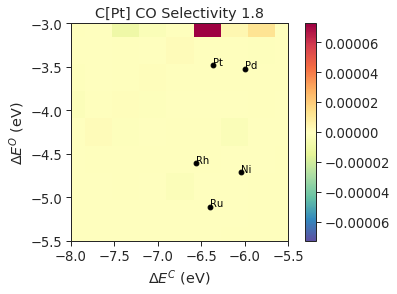 C[Pt] CO Selectivity 1.8
−3.0
−3.5
−4.0
−4.5
−5.0
−5.5
ΔE^O (eV)
Pt
Pd
Rh
Ni
Ru
−8.0 −7.5 −7.0 −6.5 −6.0 −5.5
ΔE^C (eV)
0.00006
0.00004
0.00002
0.00000
−0.00002
−0.00004
−0.00006